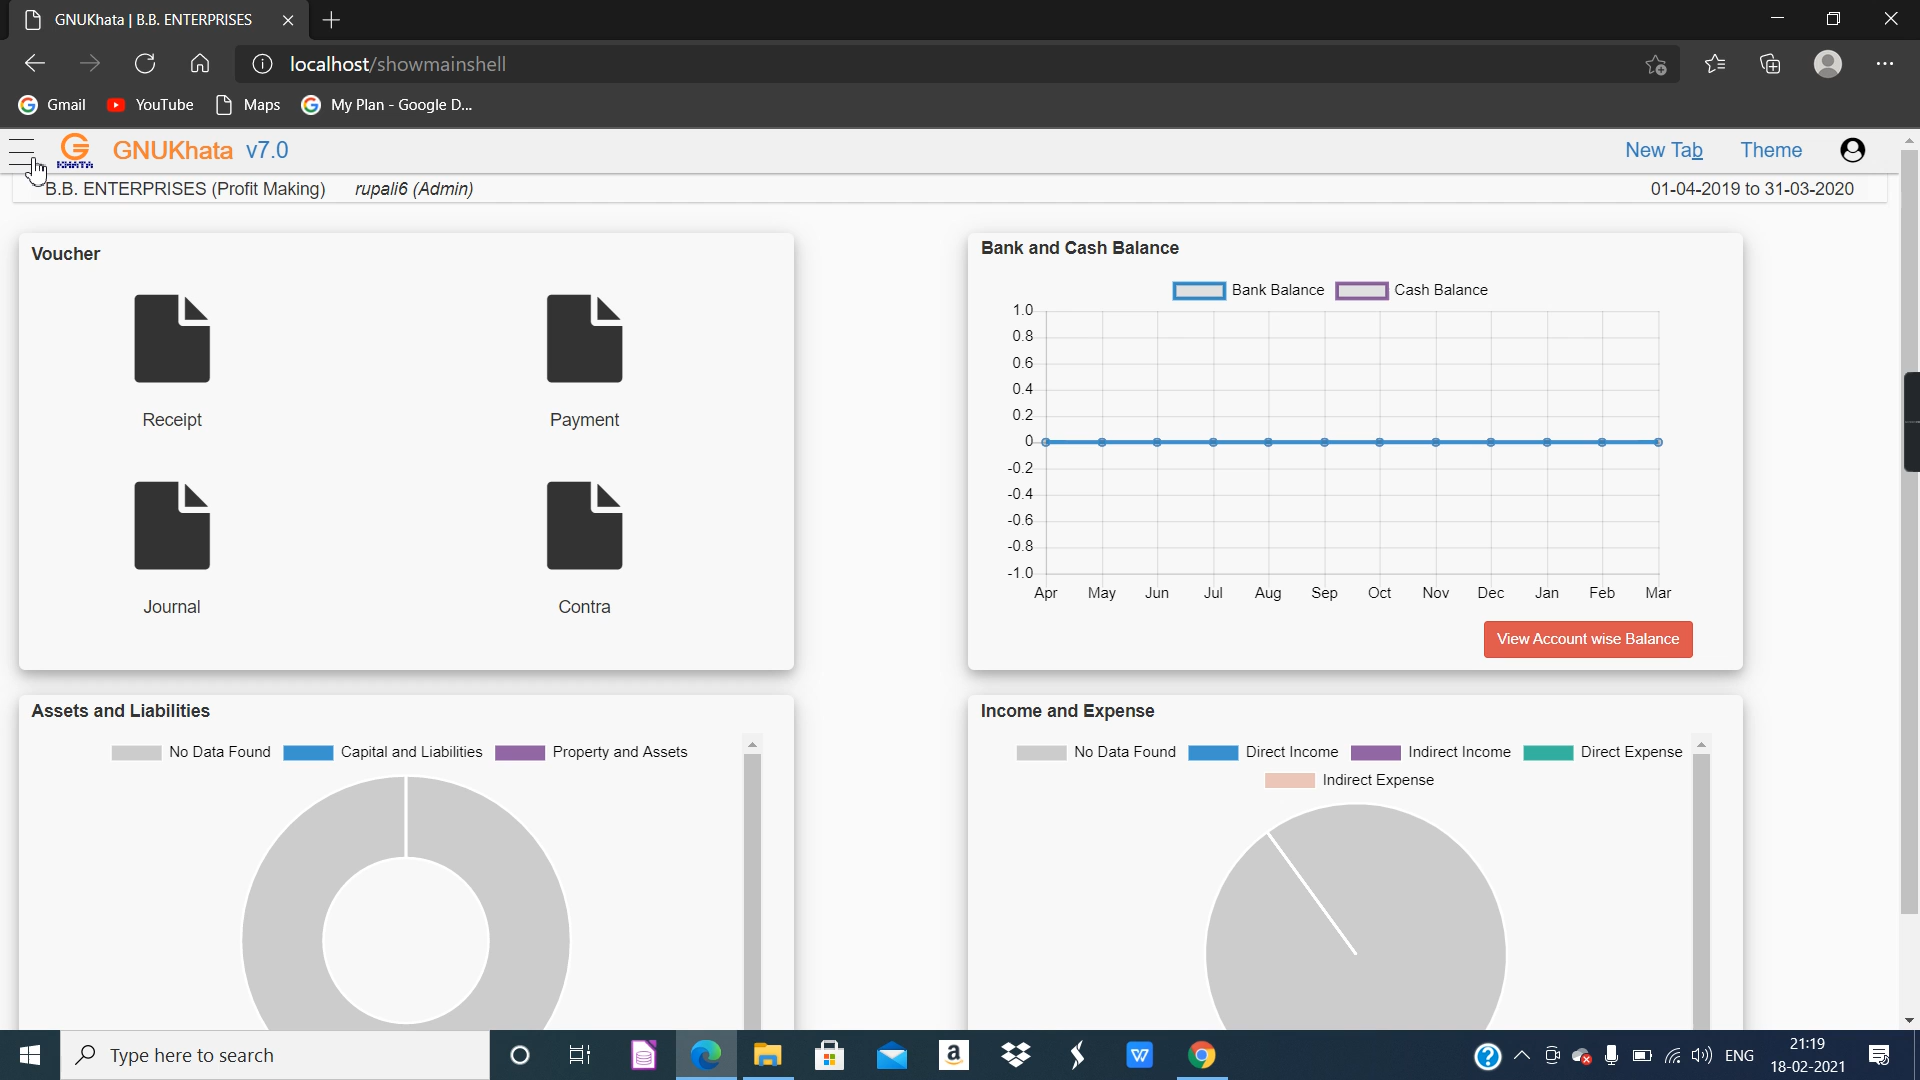 GNUKhata | B.B. ENTERPRISES
localhost/showmainshell
Gmail YouTube Maps My Plan - Google D...
GNUKhata v7.0 New Tab Theme
B.B. ENTERPRISES (Profit Making) rupali6 (Admin) 01-04-2019 to 31-03-2020
Voucher
Receipt Payment
Journal Contra
Bank and Cash Balance
Bank Balance Cash Balance
1.0
0.8
0.6
0.4
0.2
0
-0.2
-0.4
-0.6
-0.8
-1.0
Apr May Jun Jul Aug Sep Oct Nov Dec Jan Feb Mar
View Account wise Balance
Assets and Liabilities
No Data Found Capital and Liabilities Property and Assets
Income and Expense
No Data Found Direct Income Indirect Income Direct Expense
Indirect Expense
Type here to search
ENG
21:19
18-02-2021